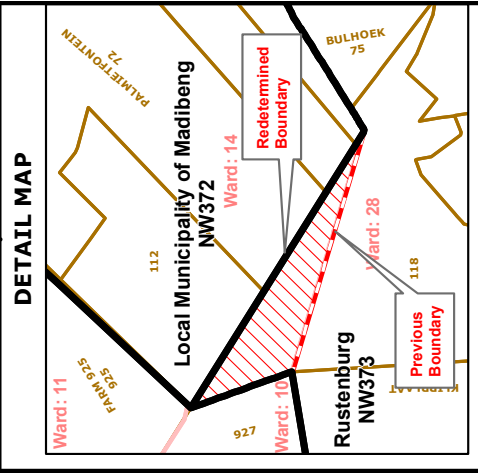 DETAIL MAP
PALMIETFONTEIN
72
BULHOEK
75
Redetermined
Boundary
Local Municipality of Madibeng
NW372
Ward: 14
112
Ward: 28
118
FARM 925
925
Ward: 11
Ward: 10
927
Rustenburg
NW373
Previous
Boundary